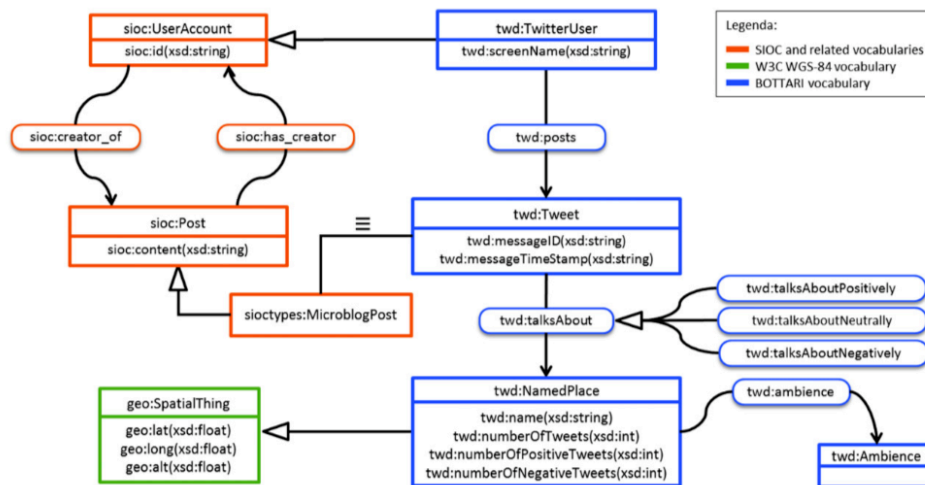 sioc:UserAccount
sioc:id(xsd:string)
twd:TwitterUser
twd:screenName(xsd:string)
Legenda:
SIOC and related vocabularies
W3C WGS-84 vocabulary
BOTTARI vocabulary
sioc:creator_of
sioc:has_creator
twd:posts
sioc:Post
sioc:content(xsd:string)
≡
twd:Tweet
twd:messageID(xsd:string)
twd:messageTimeStamp(xsd:string)
sioctypes:MicroblogPost
twd:talksAbout
twd:talksAboutPositively
twd:talksAboutNeutrally
twd:talksAboutNegatively
geo:SpatialThing
geo:lat(xsd:float)
geo:long(xsd:float)
geo:alt(xsd:float)
twd:NamedPlace
twd:name(xsd:string)
twd:numberOfTweets(xsd:int)
twd:numberOfPositiveTweets(xsd:int)
twd:numberOfNegativeTweets(xsd:int)
twd:ambience
twd:Ambience